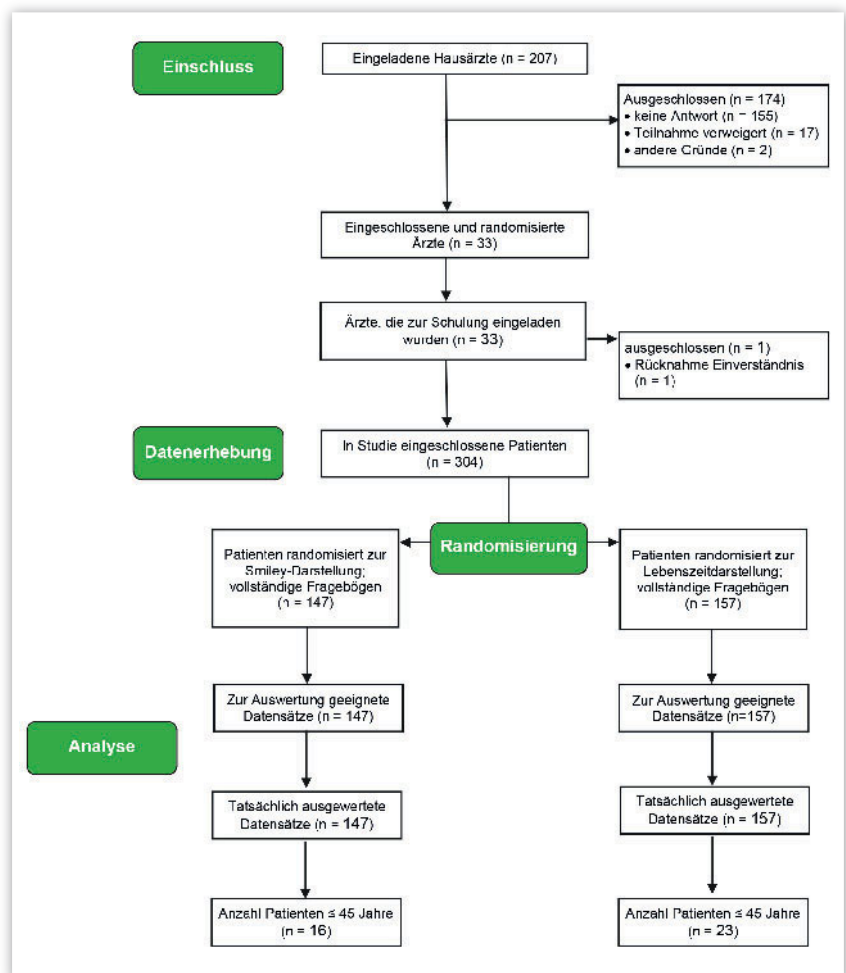 Einschluss
Eingeladene Hausärzte (n = 207)
Ausgeschlossen (n = 174)
• keine Antwort (n = 155)
• Teilnahme verweigert (n = 17)
• andere Gründe (n = 2)
Eingeschlossene und randomisierte
Ärzte (n = 33)
Ärzte, die zur Schulung eingeladen
wurden (n = 33)
ausgeschlossen (n = 1)
• Rücknahme Einverständnis
(n = 1)
Datenerhebung
In Studie eingeschlossene Patienten
(n = 304)
Randomisierung
Patienten randomisiert zur
Smiley-Darstellung;
vollständige Fragebögen
(n = 147)
Patienten randomisiert zur
Lebenszeitdarstellung;
vollständige Fragebögen
(n = 157)
Zur Auswertung geeignete
Datensätze (n = 147)
Zur Auswertung geeignete
Datensätze (n=157)
Analyse
Tatsächlich ausgewertete
Datensätze (n = 147)
Tatsächlich ausgewertete
Datensätze (n = 157)
Anzahl Patienten ≤ 45 Jahre
(n = 16)
Anzahl Patienten ≤ 45 Jahre
(n = 23)